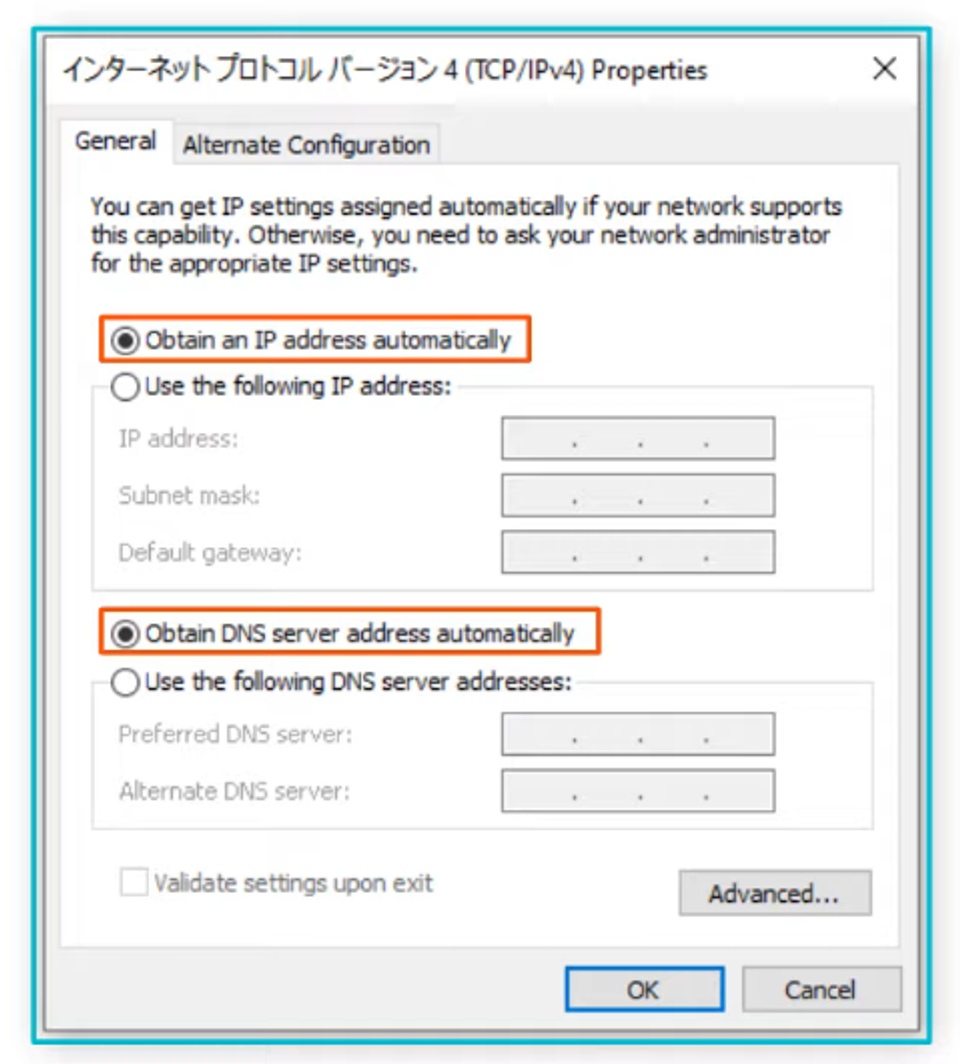 インターネット プロトコル バージョン 4 (TCP/IPv4) Properties
General
Alternate Configuration
You can get IP settings assigned automatically if your network supports
this capability. Otherwise, you need to ask your network administrator
for the appropriate IP settings.
Obtain an IP address automatically
Use the following IP address:
IP address:
Subnet mask:
Default gateway:
Obtain DNS server address automatically
Use the following DNS server addresses:
Preferred DNS server:
Alternate DNS server:
Validate settings upon exit
Advanced...
OK
Cancel